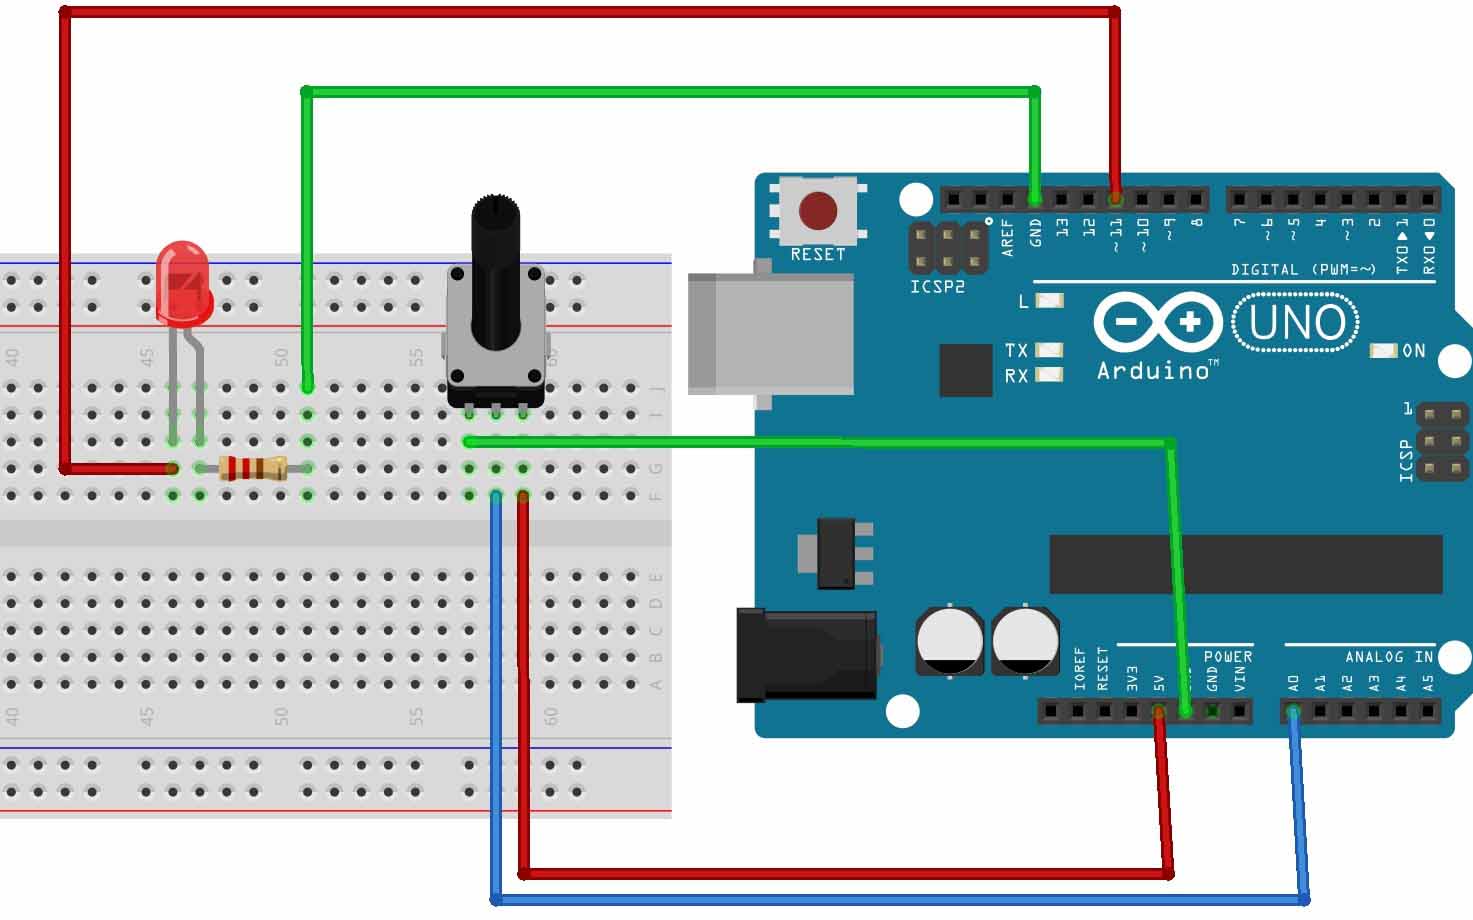 RESET
ICSP2
AREF
GND
13
12
~11
~10
~9
8
7
~6
~5
4
~3
2
TX0▶1
RX0◀0
DIGITAL (PWM=~)
L
TX
RX
Arduino™
UNO
ON
1
ICSP
40
45
50
55
60
J
I
G
F
E
D
C
B
A
40
45
50
55
60
IOREF
RESET
3V3
5V
GND
VIN
POWER
ANALOG IN
A0
A1
A2
A3
A4
A5